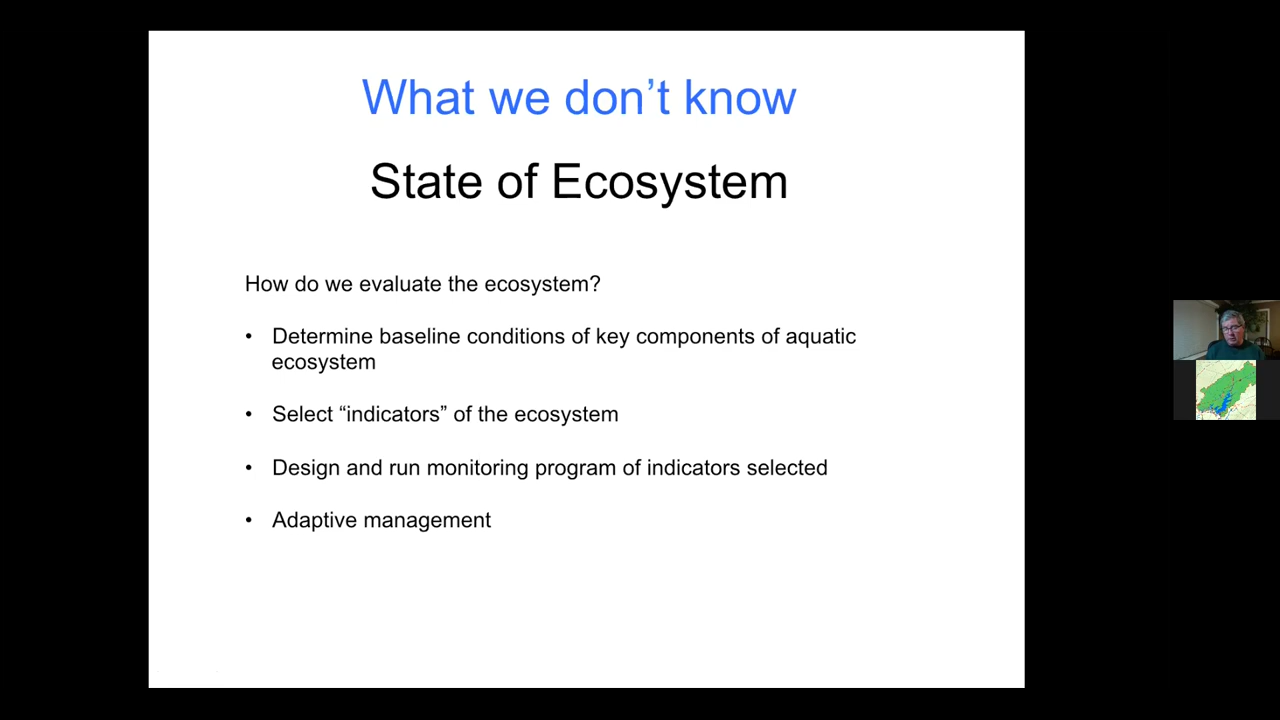 What we don’t know
State of Ecosystem
How do we evaluate the ecosystem?
• Determine baseline conditions of key components of aquatic
ecosystem
• Select “indicators” of the ecosystem
• Design and run monitoring program of indicators selected
• Adaptive management